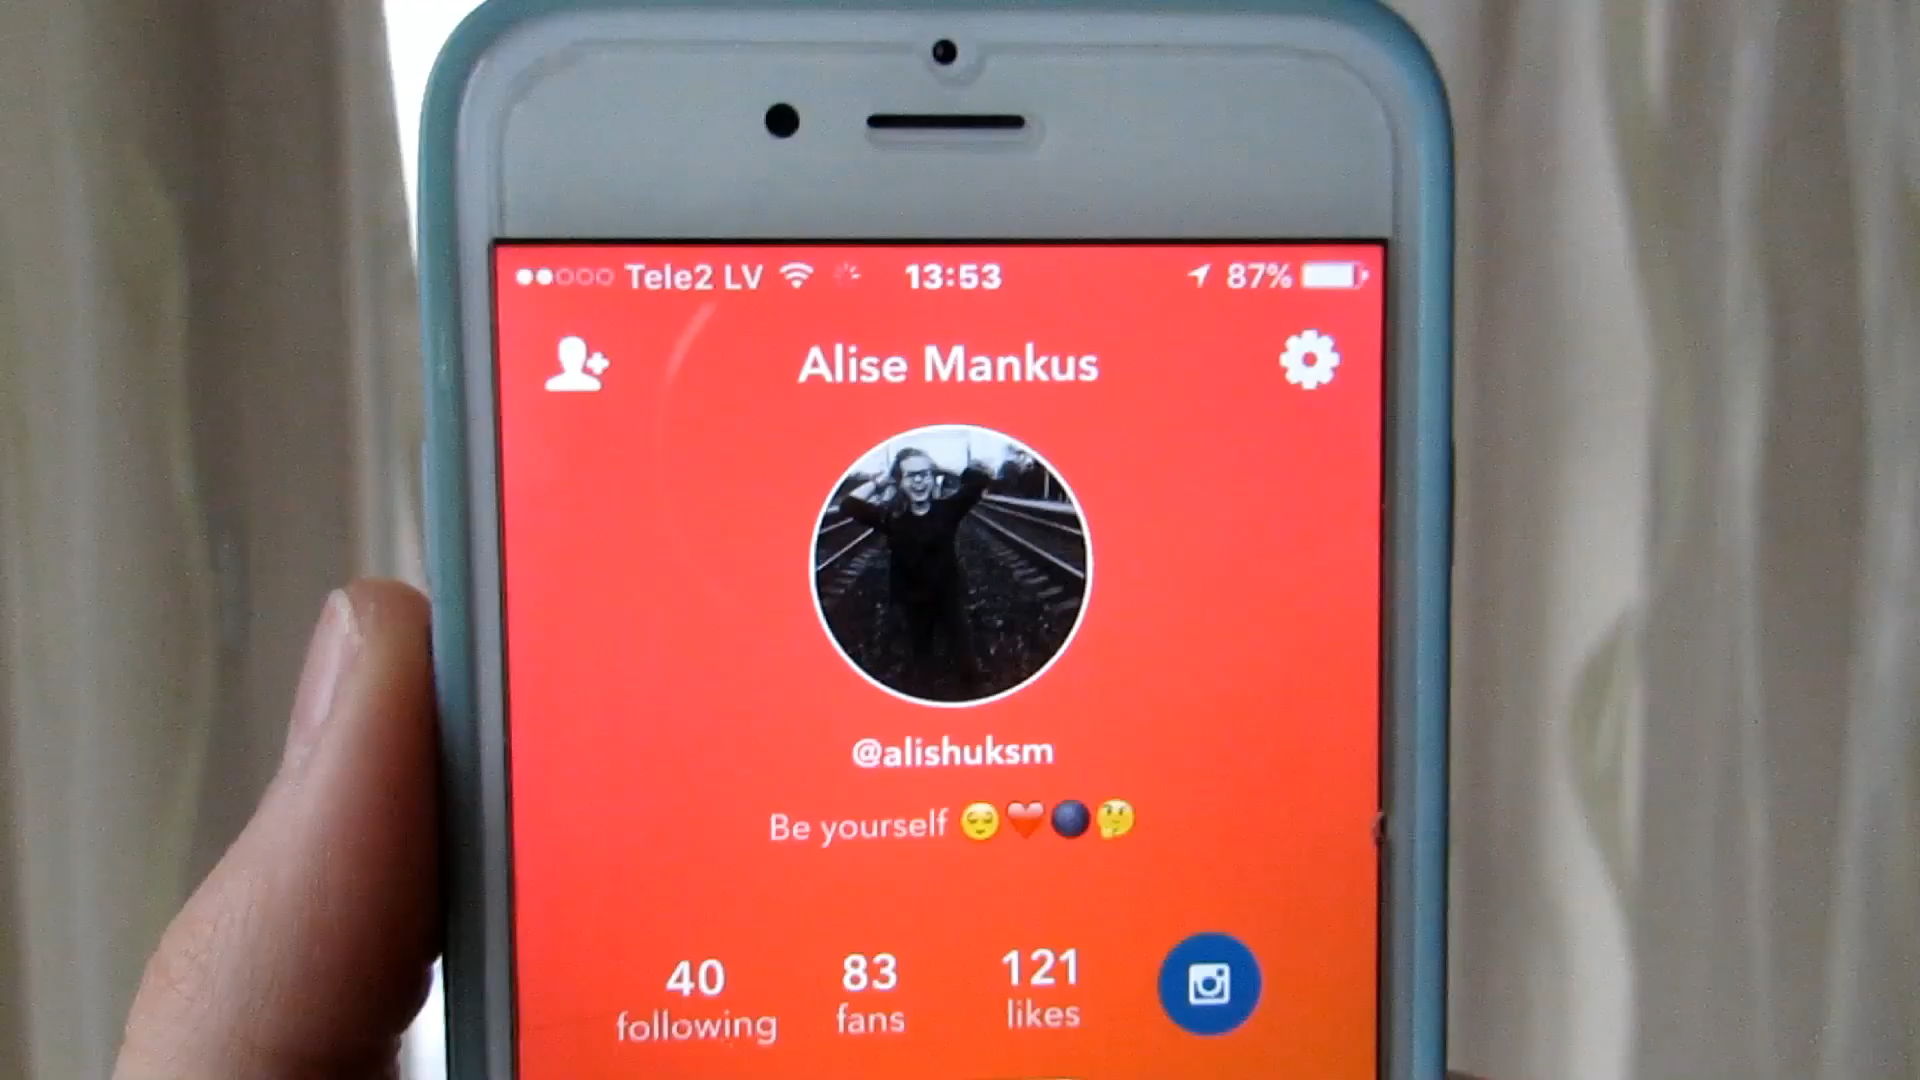 Tele2 LV 13:53 87%
Alise Mankus
@alishuksm
Be yourself 😌❤️🌑🤔
40 83 121
following fans likes